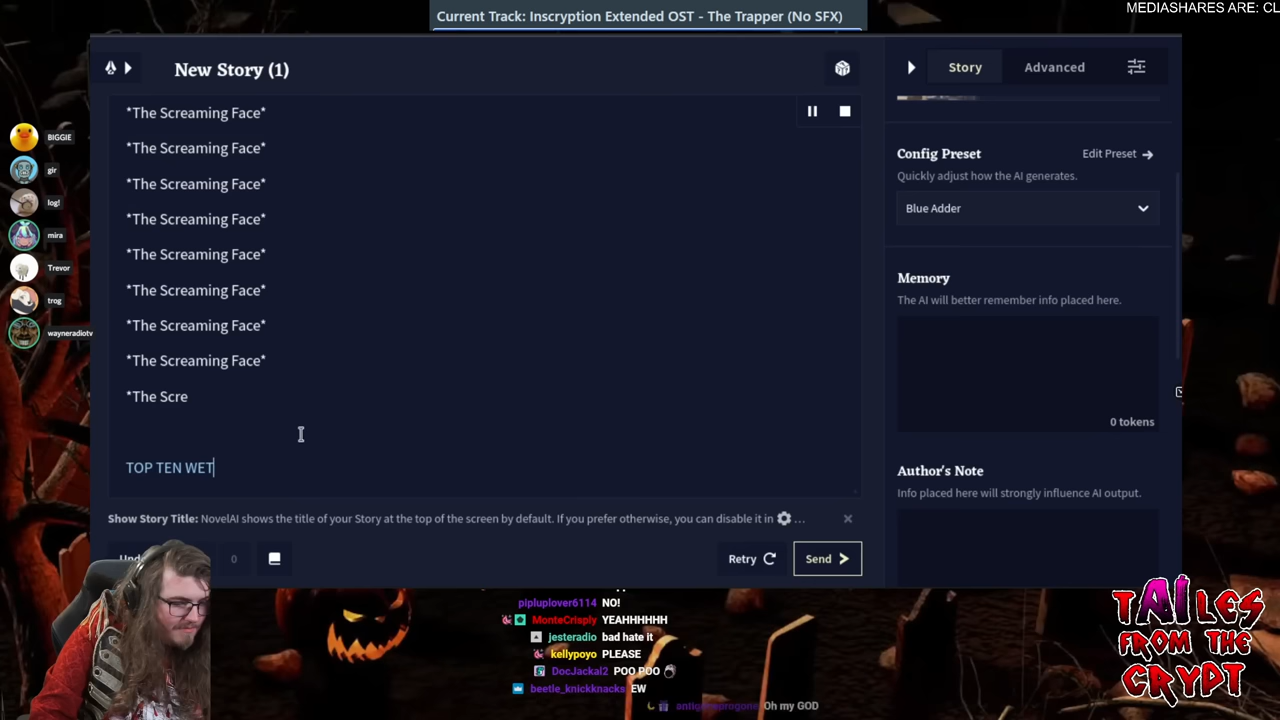 Current Track: Inscryption Extended OST - The Trapper (No SFX)
MEDIASHARES ARE: CL
New Story (1)
Story
Advanced
*The Screaming Face*
*The Screaming Face*
*The Screaming Face*
*The Screaming Face*
*The Screaming Face*
*The Screaming Face*
*The Screaming Face*
*The Screaming Face*
*The Scre
TOP TEN WET
Config Preset
Edit Preset
Quickly adjust how the AI generates.
Blue Adder
Memory
The AI will better remember info placed here.
0 tokens
Author's Note
Info placed here will strongly influence AI output.
Show Story Title: NovelAI shows the title of your Story at the top of the screen by default. If you prefer otherwise, you can disable it in ...
0
Retry
Send
BIGGIE
gir
log!
mira
Trevor
trog
wayneradiotv
pipluplover6114 NO!
MonteCrisply YEAHHHHHH
jesteradio bad hate it
kellypoyo PLEASE
DocJackal2 POO POO
beetle_knickknacks EW
Oh my GOD
TAILES
FROM THE
CRYPT